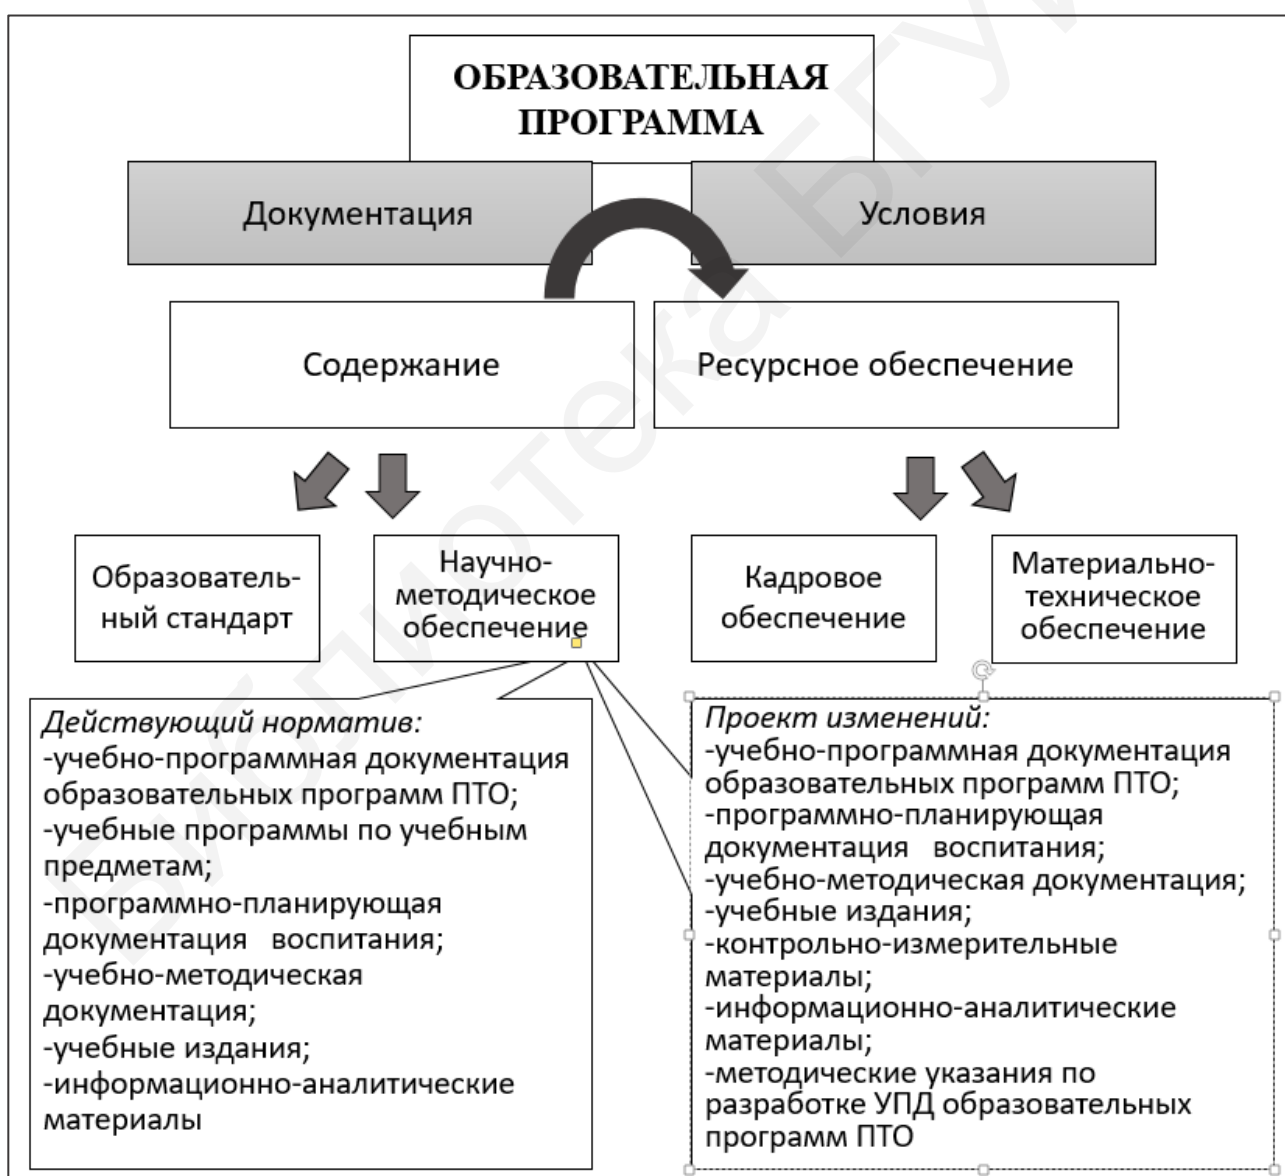 ОБРАЗОВАТЕЛЬНАЯ
ПРОГРАММА
Документация
Условия
Содержание
Ресурсное обеспечение
Образователь-
ный стандарт
Научно-
методическое
обеспечение
Кадровое
обеспечение
Материально-
техническое
обеспечение
Действующий норматив:
-учебно-программная документация
образовательных программ ПТО;
-учебные программы по учебным
предметам;
-программно-планирующая
документация воспитания;
-учебно-методическая
документация;
-учебные издания;
-информационно-аналитические
материалы
Проект изменений:
-учебно-программная документация
образовательных программ ПТО;
-программно-планирующая
документация воспитания;
-учебно-методическая документация;
-учебные издания;
-контрольно-измерительные
материалы;
-информационно-аналитические
материалы;
-методические указания по
разработке УПД образовательных
программ ПТО
Библиотека БГУИ